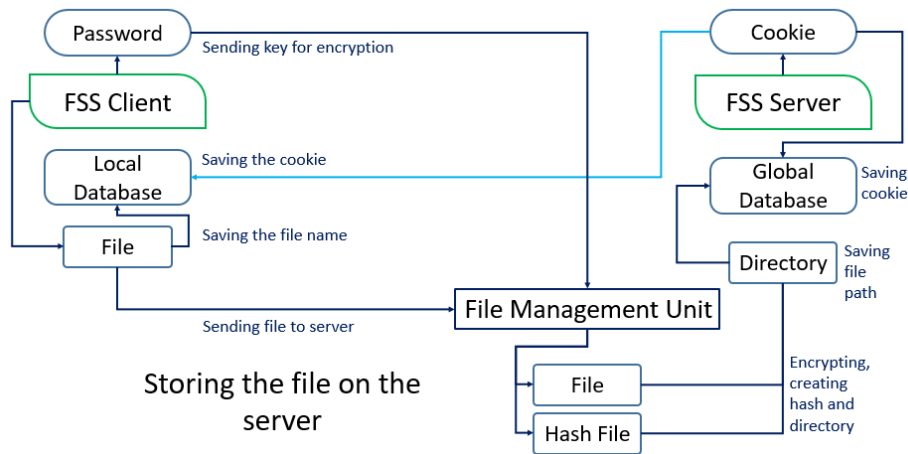 Password
Sending key for encryption
Cookie
FSS Client
FSS Server
Local
Database
Saving the cookie
Global
Database
Saving
cookie
File
Saving the file name
Directory
Saving
file
path
File Management Unit
Sending file to server
Storing the file on the
server
File
Hash File
Encrypting,
creating
hash and
directory